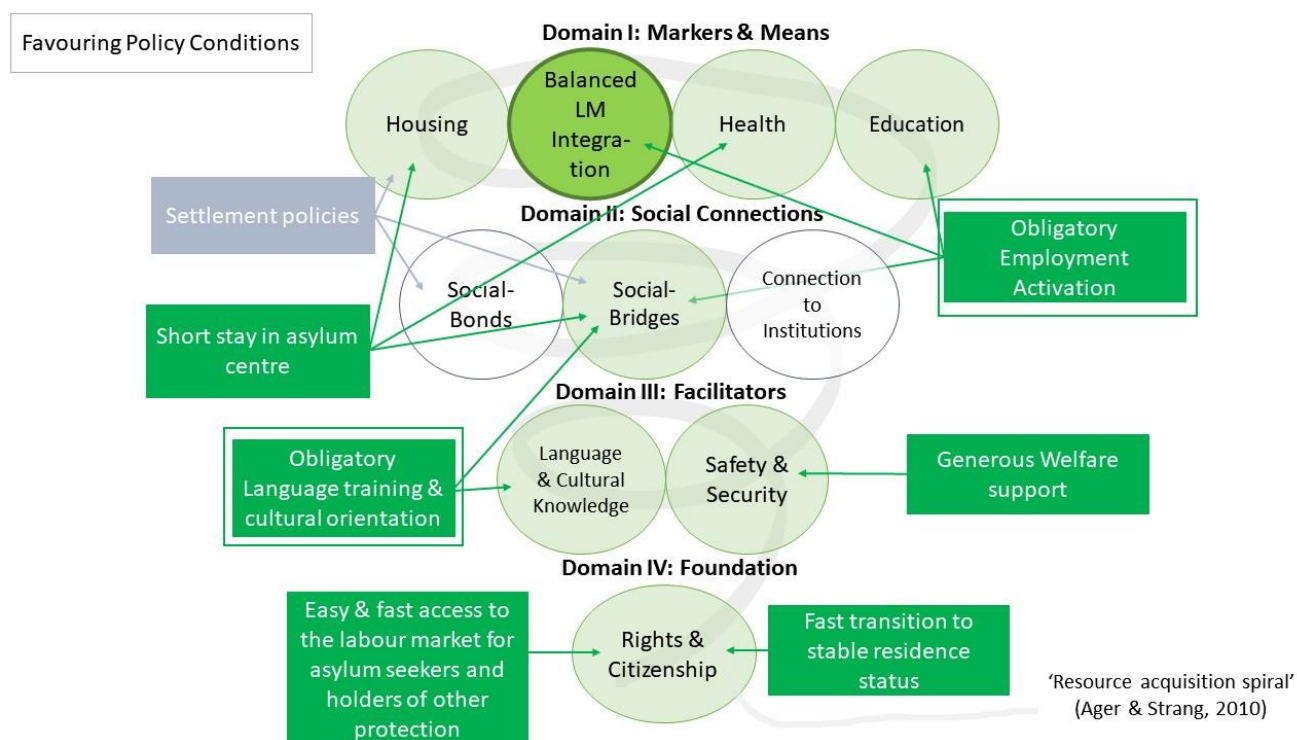 Favouring Policy Conditions
Domain I: Markers & Means
Housing
Balanced
LM
Integra-
tion
Health
Education
Settlement policies
Domain II: Social Connections
Obligatory
Employment
Activation
Social-
Bonds
Social-
Bridges
Connection
to
Institutions
Short stay in asylum
centre
Domain III: Facilitators
Obligatory
Language training &
cultural orientation
Language
& Cultural
Knowledge
Safety &
Security
Generous Welfare
support
Domain IV: Foundation
Easy & fast access to
the labour market for
asylum seekers and
holders of other
protection
Rights &
Citizenship
Fast transition to
stable residence
status
‘Resource acquisition spiral’
(Ager & Strang, 2010)